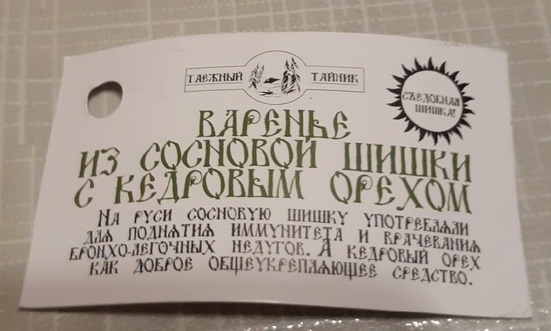 ТАЕЖНЫЙ ТАЙНИК
СЪЕДОБНАЯ
ШИШКА!
ВАРЕНЬЕ
ИЗ СОСНОВОЙ ШИШКИ
С КЕДРОВЫМ ОРЕХОМ
НА РУСИ СОСНОВУЮ ШИШКУ УПОТРЕБЛЯЛИ
ДЛЯ ПОДНЯТИЯ ИММУНИТЕТА И ВРАЧЕВАНИЯ
БРОНХО-ЛЕГОЧНЫХ НЕДУГОВ. А КЕДРОВЫЙ ОРЕХ
КАК ДОБРОЕ ОБЩЕУКРЕПЛЯЮЩЕЕ СРЕДСТВО.